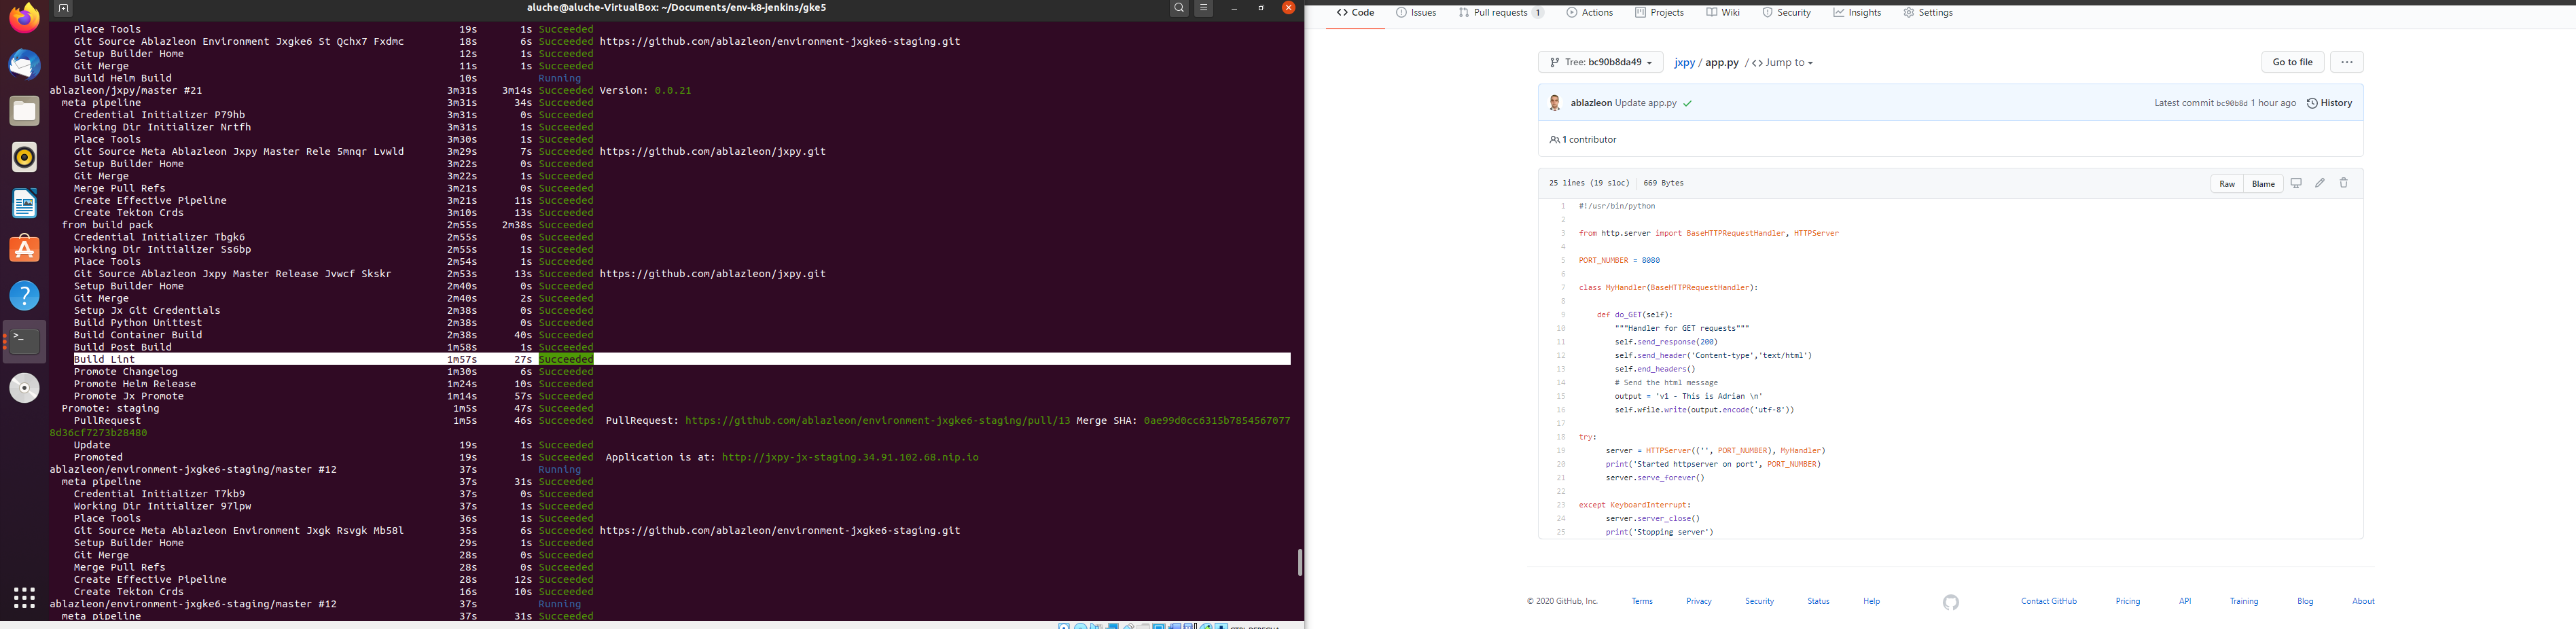 aluche@aluche-VirtualBox: ~/Documents/env-k8-jenkins/gke5
Place Tools 19s 1s Succeeded
Git Source Ablazleon Environment Jxgke6 St Qchx7 Fxdmc 18s 6s Succeeded https://github.com/ablazleon/environment-jxgke6-staging.git
Setup Builder Home 12s 1s Succeeded
Git Merge 11s 1s Succeeded
Build Helm Build 10s Running
ablazleon/jxpy/master #21 3m31s 3m14s Succeeded Version: 0.0.21
meta pipeline 3m31s 34s Succeeded
Credential Initializer P79hb 3m31s 0s Succeeded
Working Dir Initializer Nrtfh 3m31s 1s Succeeded
Place Tools 3m30s 1s Succeeded
Git Source Meta Ablazleon Jxpy Master Rele 5mnqr Lvwld 3m29s 7s Succeeded https://github.com/ablazleon/jxpy.git
Setup Builder Home 3m22s 0s Succeeded
Git Merge 3m22s 1s Succeeded
Merge Pull Refs 3m21s 0s Succeeded
Create Effective Pipeline 3m21s 11s Succeeded
Create Tekton Crds 3m10s 13s Succeeded
from build pack 2m55s 2m38s Succeeded
Credential Initializer Tbgk6 2m55s 0s Succeeded
Working Dir Initializer Ss6bp 2m55s 1s Succeeded
Place Tools 2m54s 1s Succeeded
Git Source Ablazleon Jxpy Master Release Jvwcf Skskr 2m53s 13s Succeeded https://github.com/ablazleon/jxpy.git
Setup Builder Home 2m40s 0s Succeeded
Git Merge 2m40s 2s Succeeded
Setup Jx Git Credentials 2m38s 0s Succeeded
Build Python Unittest 2m38s 0s Succeeded
Build Container Build 2m38s 40s Succeeded
Build Post Build 1m58s 1s Succeeded
Build Lint 1m57s 27s Succeeded
Promote Changelog 1m30s 6s Succeeded
Promote Helm Release 1m24s 10s Succeeded
Promote Jx Promote 1m14s 57s Succeeded
Promote: staging 1m5s 47s Succeeded
PullRequest 1m5s 46s Succeeded PullRequest: https://github.com/ablazleon/environment-jxgke6-staging/pull/13 Merge SHA: 0ae99d0cc6315b7854567077
8d36cf7273b28480
Update 19s 1s Succeeded
Promoted 19s 1s Succeeded Application is at: http://jxpy-jx-staging.34.91.102.68.nip.io
ablazleon/environment-jxgke6-staging/master #12 37s Running
meta pipeline 37s 31s Succeeded
Credential Initializer T7kb9 37s 0s Succeeded
Working Dir Initializer 97lpw 37s 1s Succeeded
Place Tools 36s 1s Succeeded
Git Source Meta Ablazleon Environment Jxgk Rsvgk Mb58l 35s 6s Succeeded https://github.com/ablazleon/environment-jxgke6-staging.git
Setup Builder Home 29s 1s Succeeded
Git Merge 28s 0s Succeeded
Merge Pull Refs 28s 0s Succeeded
Create Effective Pipeline 28s 12s Succeeded
Create Tekton Crds 16s 10s Succeeded
ablazleon/environment-jxgke6-staging/master #12 37s Running
meta pipeline 37s 31s Succeeded
Code Issues Pull requests 1 Actions Projects Wiki Security Insights Settings
Tree: bc90b8da49 jxpy / app.py / <> Jump to Go to file ...
ablazleon Update app.py Latest commit bc90b8d 1 hour ago History
1 contributor
25 lines (19 sloc) 669 Bytes Raw Blame
1 #!/usr/bin/python
2
3 from http.server import BaseHTTPRequestHandler, HTTPServer
4
5 PORT_NUMBER = 8080
6
7 class MyHandler(BaseHTTPRequestHandler):
8
9 def do_GET(self):
10 """Handler for GET requests"""
11 self.send_response(200)
12 self.send_header('Content-type','text/html')
13 self.end_headers()
14 # Send the html message
15 output = 'v1 - This is Adrian \n'
16 self.wfile.write(output.encode('utf-8'))
17
18 try:
19 server = HTTPServer(('', PORT_NUMBER), MyHandler)
20 print('Started httpserver on port', PORT_NUMBER)
21 server.serve_forever()
22
23 except KeyboardInterrupt:
24 server.server_close()
25 print('Stopping server')
© 2020 GitHub, Inc. Terms Privacy Security Status Help Contact GitHub Pricing API Training Blog About